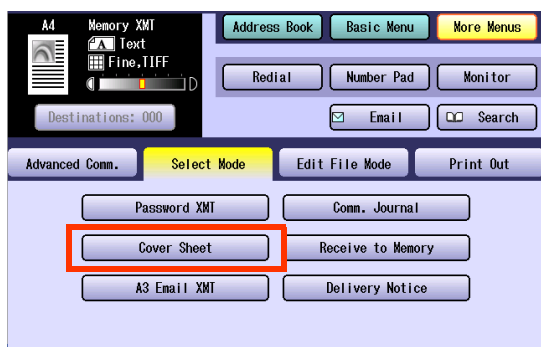 A4 Memory XMT
A Text
Fine,TIFF
D
Destinations: 000
Address Book Basic Menu More Menus
Redial Number Pad Monitor
Email Search
Advanced Comm. Select Mode Edit File Mode Print Out
Password XMT Comm. Journal
Cover Sheet Receive to Memory
A3 Email XMT Delivery Notice